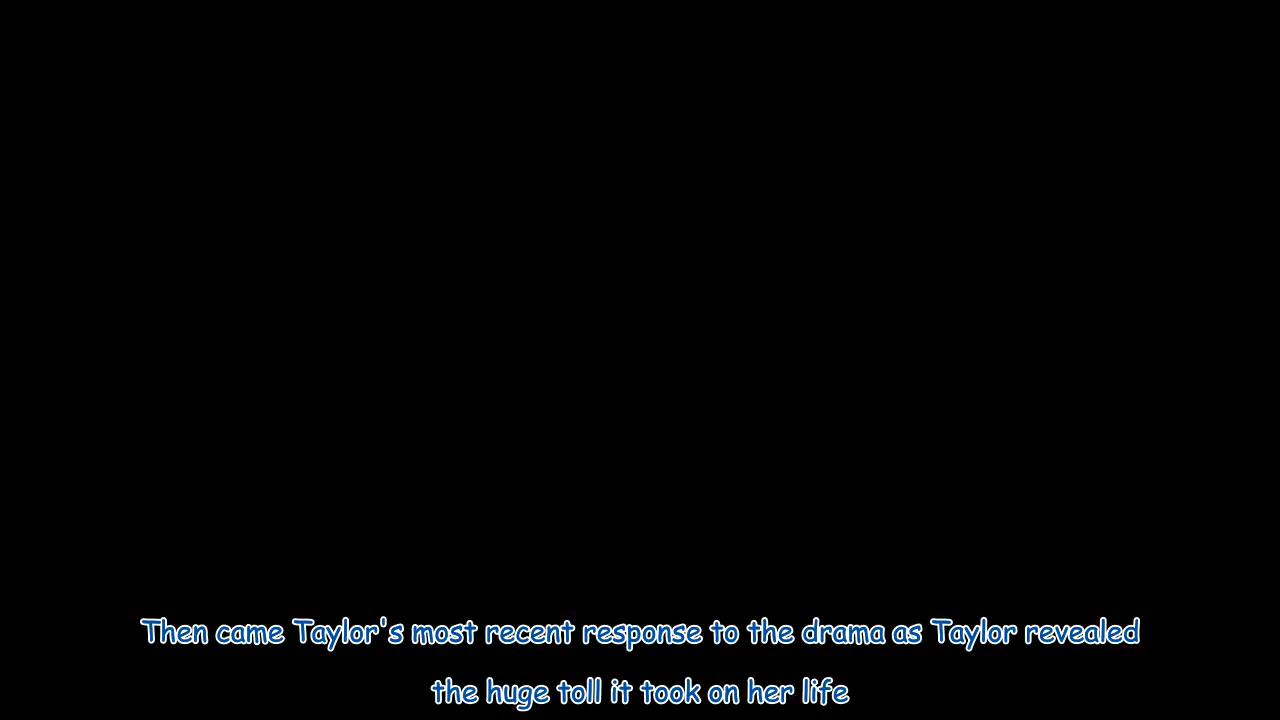 Then came Taylor's most recent response to the drama as Taylor revealed
the huge toll it took on her life